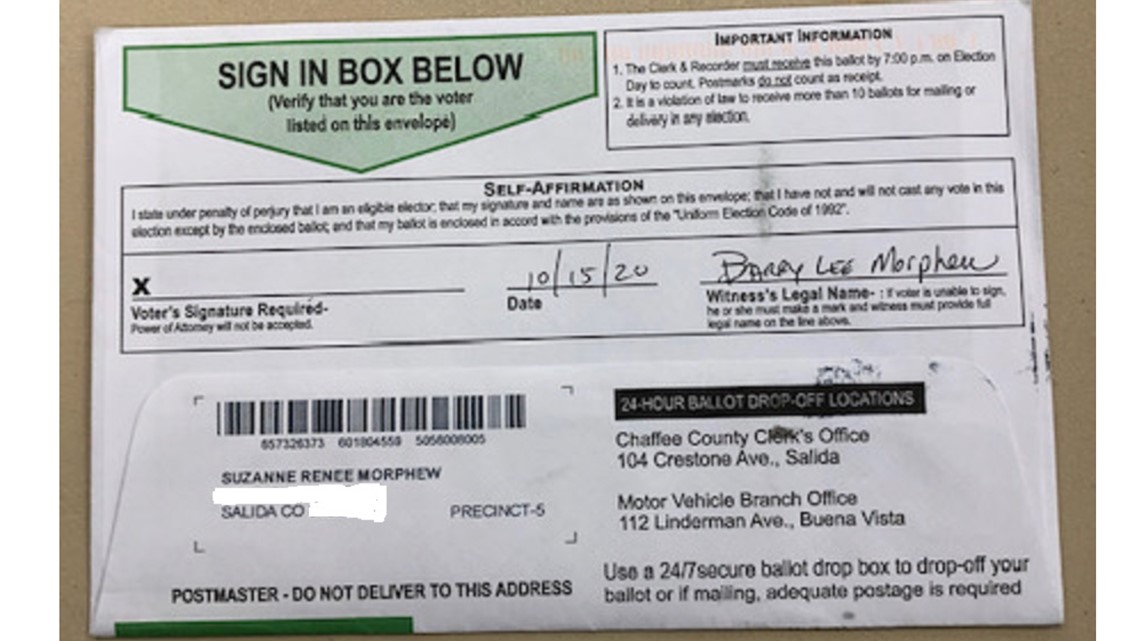 SIGN IN BOX BELOW
(Verify that you are the voter
listed on this envelope)
IMPORTANT INFORMATION
1. The Clerk & Recorder must receive this ballot by 7:00 p.m. on Election
Day to count. Postmarks do not count as receipt.
2. It is a violation of law to receive more than 10 ballots for mailing or
delivery in any election.
SELF-AFFIRMATION
I state under penalty of perjury that I am an eligible elector; that my signature and name are as shown on this envelope; that I have not and will not cast any vote in this
election except by the enclosed ballot; and that my ballot is enclosed in accord with the provisions of the "Uniform Election Code of 1992".
X
10/15/20
BARRY LEE Morphew
Voter's Signature Required-
Power of Attorney will not be accepted.
Date
Witness's Legal Name- : If voter is unable to sign,
he or she must make a mark and witness must provide full
legal name on the line above.
657326373 601804559 5056008005
SUZANNE RENEE MORPHEW
SALIDA CO
PRECINCT-5
POSTMASTER - DO NOT DELIVER TO THIS ADDRESS
24-HOUR BALLOT DROP-OFF LOCATIONS
Chaffee County Clerk's Office
104 Crestone Ave., Salida
Motor Vehicle Branch Office
112 Linderman Ave., Buena Vista
Use a 24/7secure ballot drop box to drop-off your
ballot or if mailing, adequate postage is required